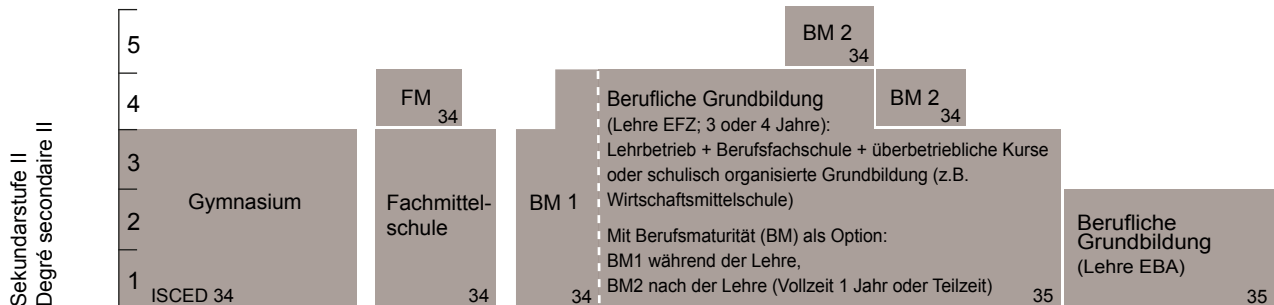 Sekundarstufe II
Degré secondaire II
5
4
3
2
1
Gymnasium
ISCED 34
FM
34
Fachmittel-
schule
34
BM 1
34
Berufliche Grundbildung
(Lehre EFZ; 3 oder 4 Jahre):
Lehrbetrieb + Berufsfachschule + überbetriebliche Kurse
oder schulisch organisierte Grundbildung (z.B.
Wirtschaftsmittelschule)
Mit Berufsmaturität (BM) als Option:
BM1 während der Lehre,
BM2 nach der Lehre (Vollzeit 1 Jahr oder Teilzeit)
35
BM 2
34
BM 2
34
Berufliche
Grundbildung
(Lehre EBA)
35